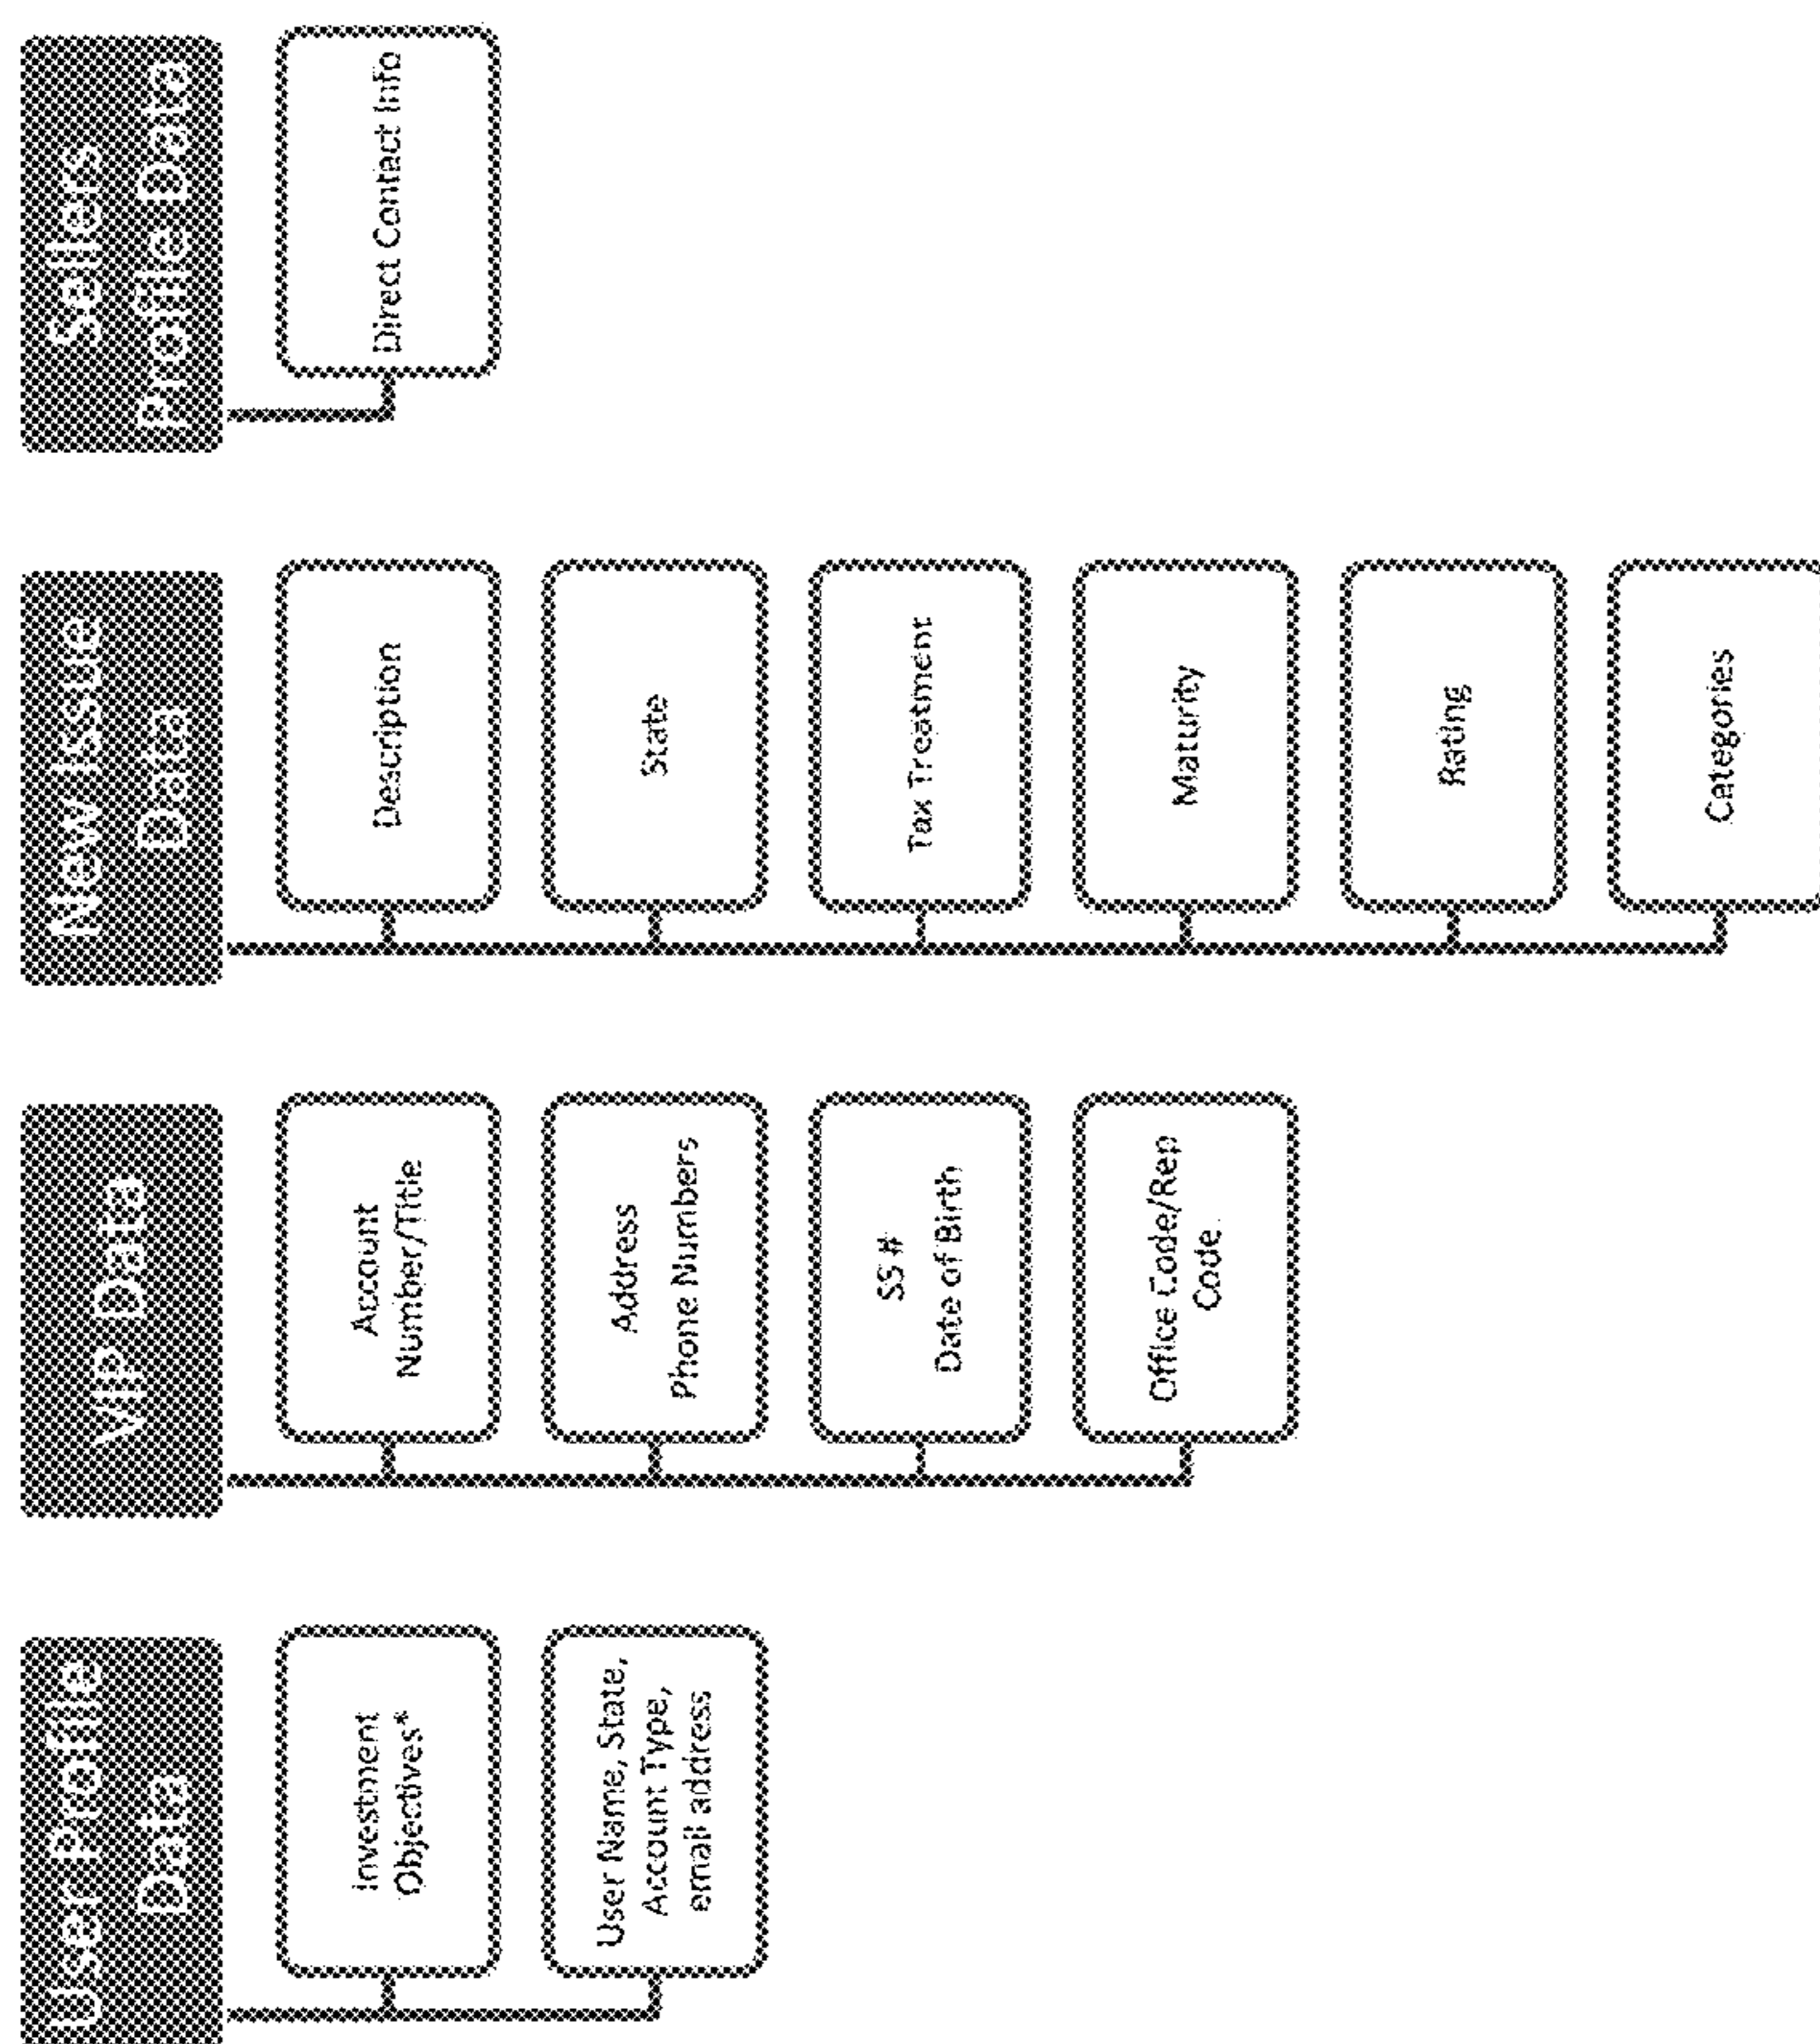 User Profile
Data
Investment
Objectives*
User Name, State,
Account Type,
email address
VIP Data
Account
Number/Title
Address
Phone Numbers
SS #
Date of Birth
Office Code/Rep
Code
New Issue
Data
Description
State
Tax Treatment
Maturity
Rating
Categories
Sellers
Profile Data
Direct Contact Info